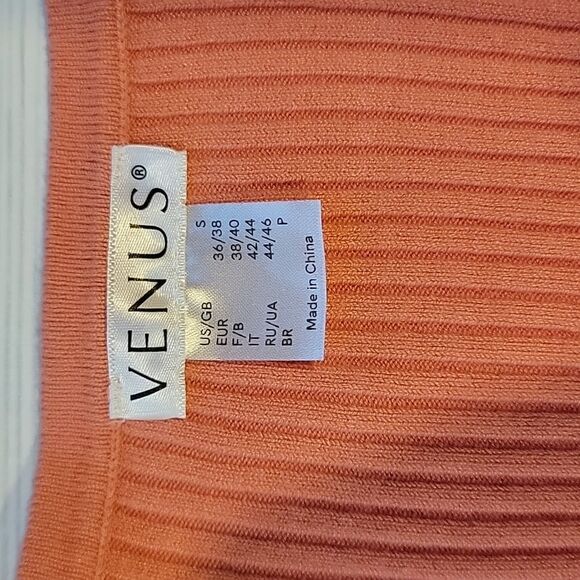 VENUS®
US/GB S
EUR 36/38
F/B 38/40
IT 42/44
RU/UA 44/46
BR P
Made in China